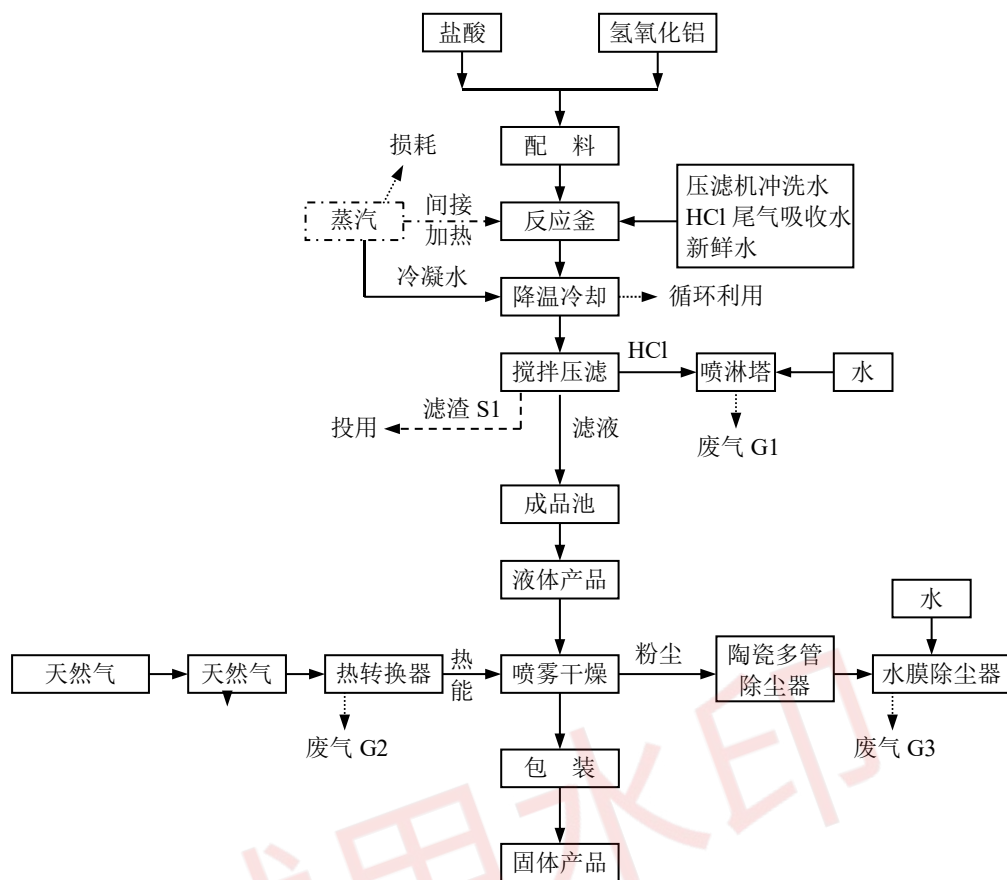 盐酸
氢氧化铝
配 料
损耗
蒸汽
间接
加热
反应釜
压滤机冲洗水
HCl 尾气吸收水
新鲜水
冷凝水
降温冷却
循环利用
搅拌压滤
HCl
喷淋塔
水
滤渣 S1
投用
滤液
废气 G1
成品池
液体产品
水
天然气
天然气
热转换器
热
能
喷雾干燥
粉尘
陶瓷多管
除尘器
水膜除尘器
废气 G2
废气 G3
包 装
固体产品
用水印